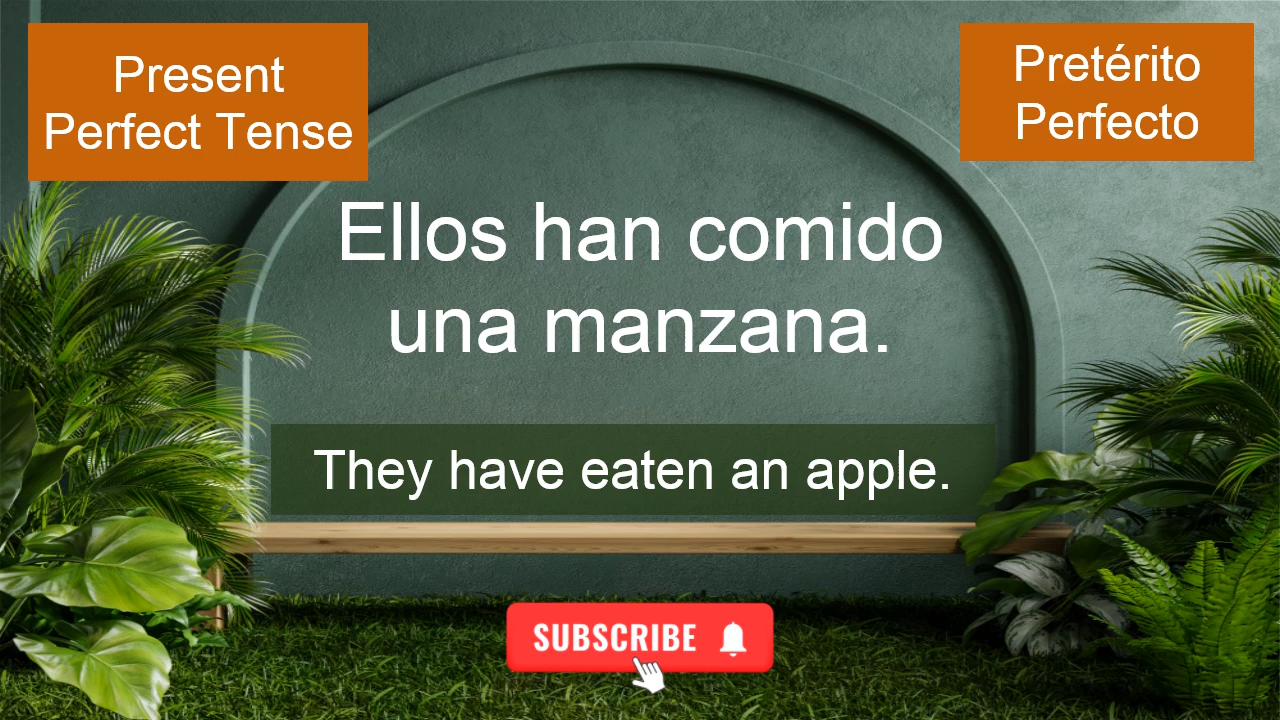 Present
Perfect Tense
Pretérito
Perfecto
Ellos han comido
una manzana.
They have eaten an apple.
SUBSCRIBE